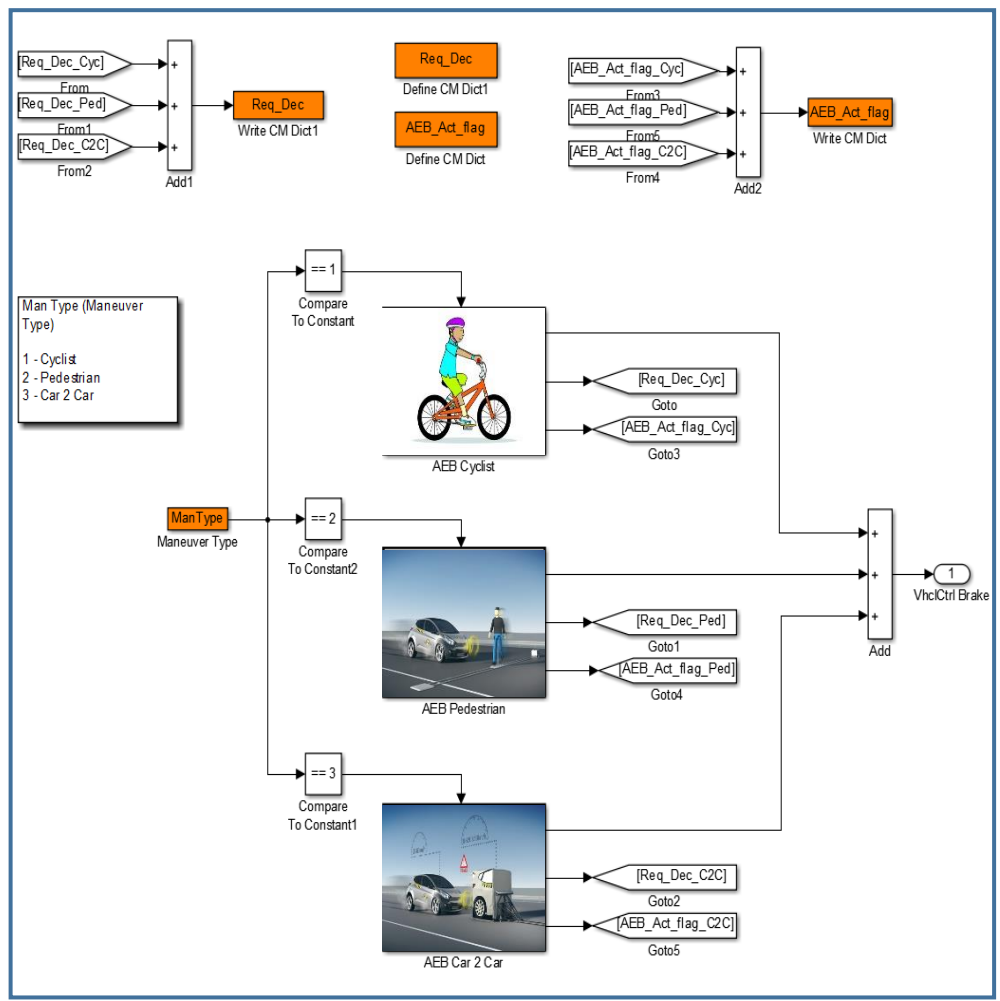 [Req_Dec_Cyc]
From
[Req_Dec_Ped]
From1
[Req_Dec_C2C]
From2
+
+
+
Add1
Req_Dec
Write CM Dict1
Req_Dec
Define CM Dict1
AEB_Act_flag
Define CM Dict
[AEB_Act_flag_Cyc]
From3
[AEB_Act_flag_Ped]
From5
[AEB_Act_flag_C2C]
From4
+
+
+
Add2
AEB_Act_flag
Write CM Dict
Man Type (Maneuver
Type)
1 - Cyclist
2 - Pedestrian
3 - Car 2 Car
== 1
Compare
To Constant
AEB Cyclist
[Req_Dec_Cyc]
Goto
[AEB_Act_flag_Cyc]
Goto3
ManType
Maneuver Type
== 2
Compare
To Constant2
AEB Pedestrian
[Req_Dec_Ped]
Goto1
[AEB_Act_flag_Ped]
Goto4
+
+
+
Add
1
VhclCtrl Brake
== 3
Compare
To Constant1
AEB Car 2 Car
[Req_Dec_C2C]
Goto2
[AEB_Act_flag_C2C]
Goto5